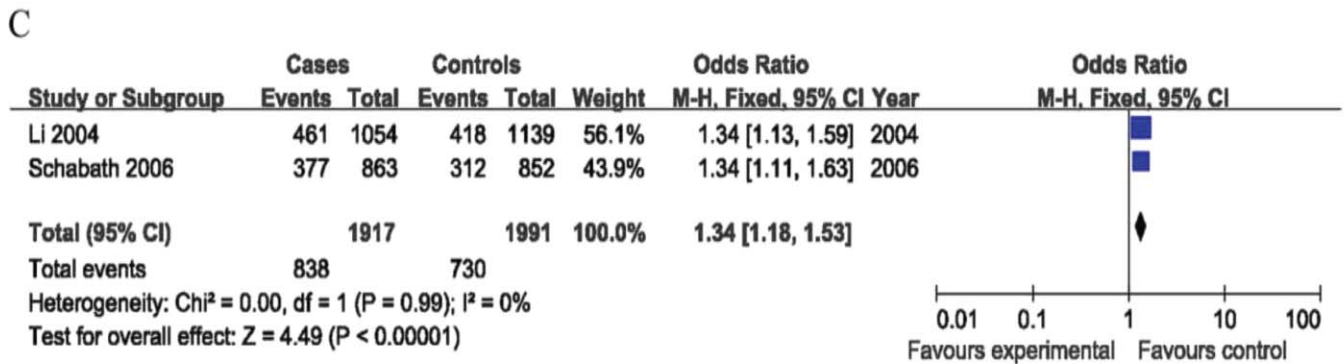 C
Cases Controls Odds Ratio Odds Ratio
Study or Subgroup Events Total Events Total Weight M-H, Fixed, 95% CI Year M-H, Fixed, 95% CI
Li 2004 461 1054 418 1139 56.1% 1.34 [1.13, 1.59] 2004
Schabath 2006 377 863 312 852 43.9% 1.34 [1.11, 1.63] 2006
Total (95% CI) 1917 1991 100.0% 1.34 [1.18, 1.53]
Total events 838 730
Heterogeneity: Chi² = 0.00, df = 1 (P = 0.99); I² = 0%
Test for overall effect: Z = 4.49 (P < 0.00001)
0.01 0.1 1 10 100
Favours experimental Favours control